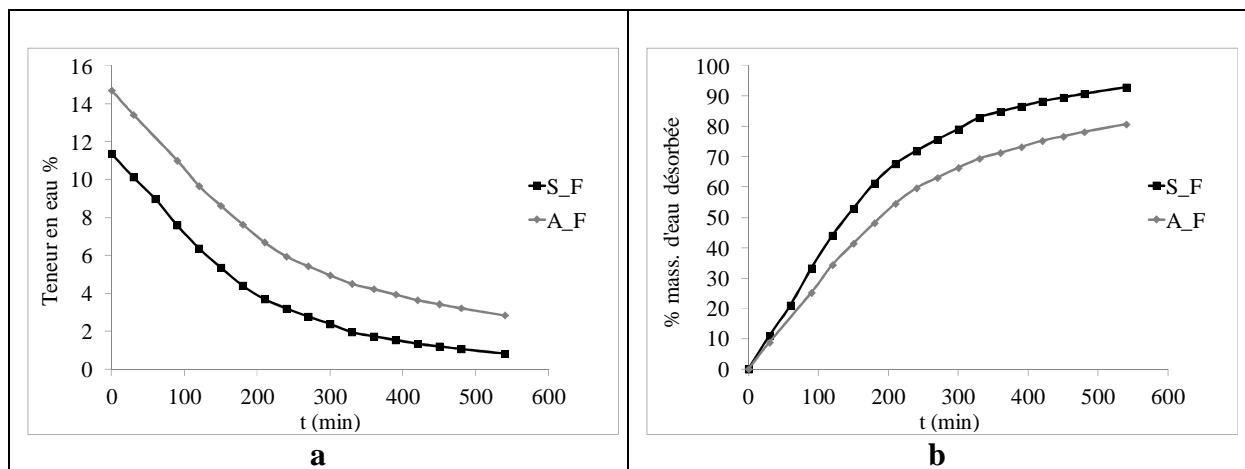 Teneur en eau %
16
14
12
10
8
6
4
2
0
0 100 200 300 400 500 600
t (min)
S_F
A_F
a
% mass. d'eau désorbée
100
90
80
70
60
50
40
30
20
10
0
0 100 200 300 400 500 600
t (min)
S_F
A_F
b